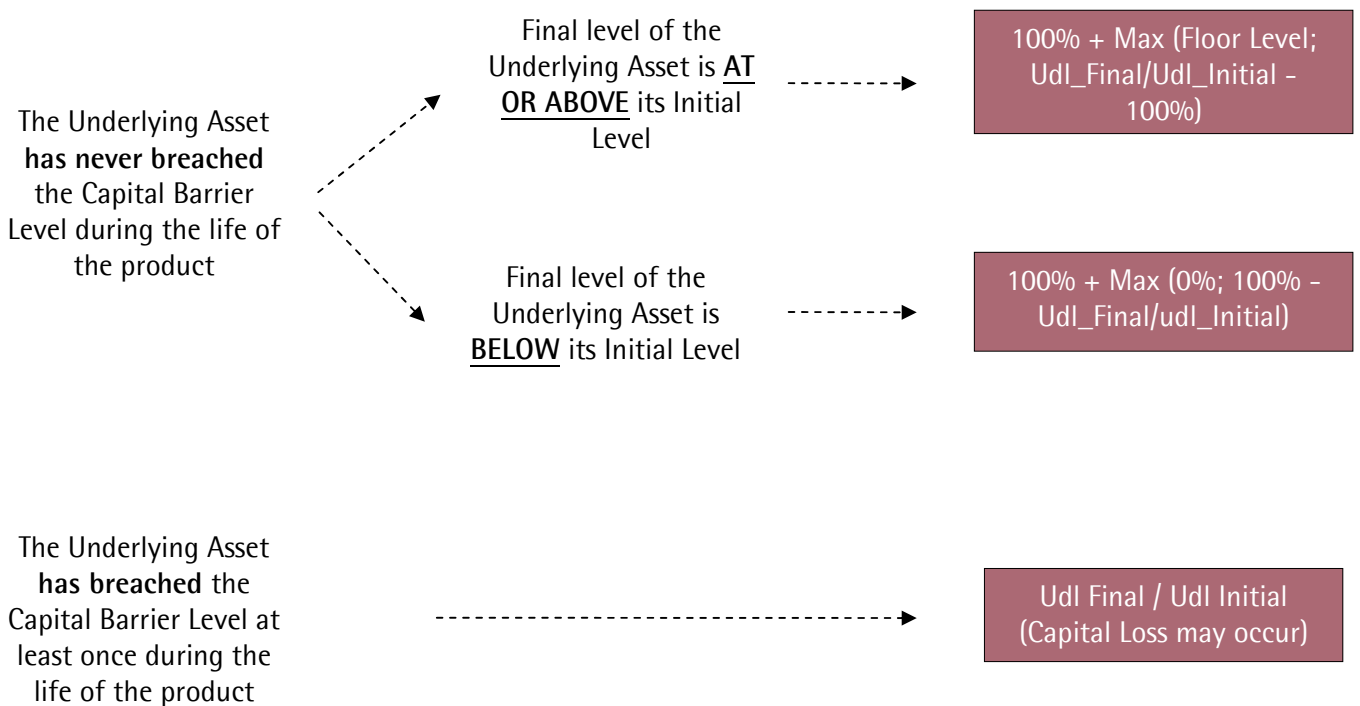 The Underlying Asset
has never breached
the Capital Barrier
Level during the life of
the product
Final level of the
Underlying Asset is AT
OR ABOVE its Initial
Level
100% + Max (Floor Level;
Udl_Final/Udl_Initial -
100%)
Final level of the
Underlying Asset is
BELOW its Initial Level
100% + Max (0%; 100% -
Udl_Final/udl_Initial)
The Underlying Asset
has breached the
Capital Barrier Level at
least once during the
life of the product
Udl Final / Udl Initial
(Capital Loss may occur)